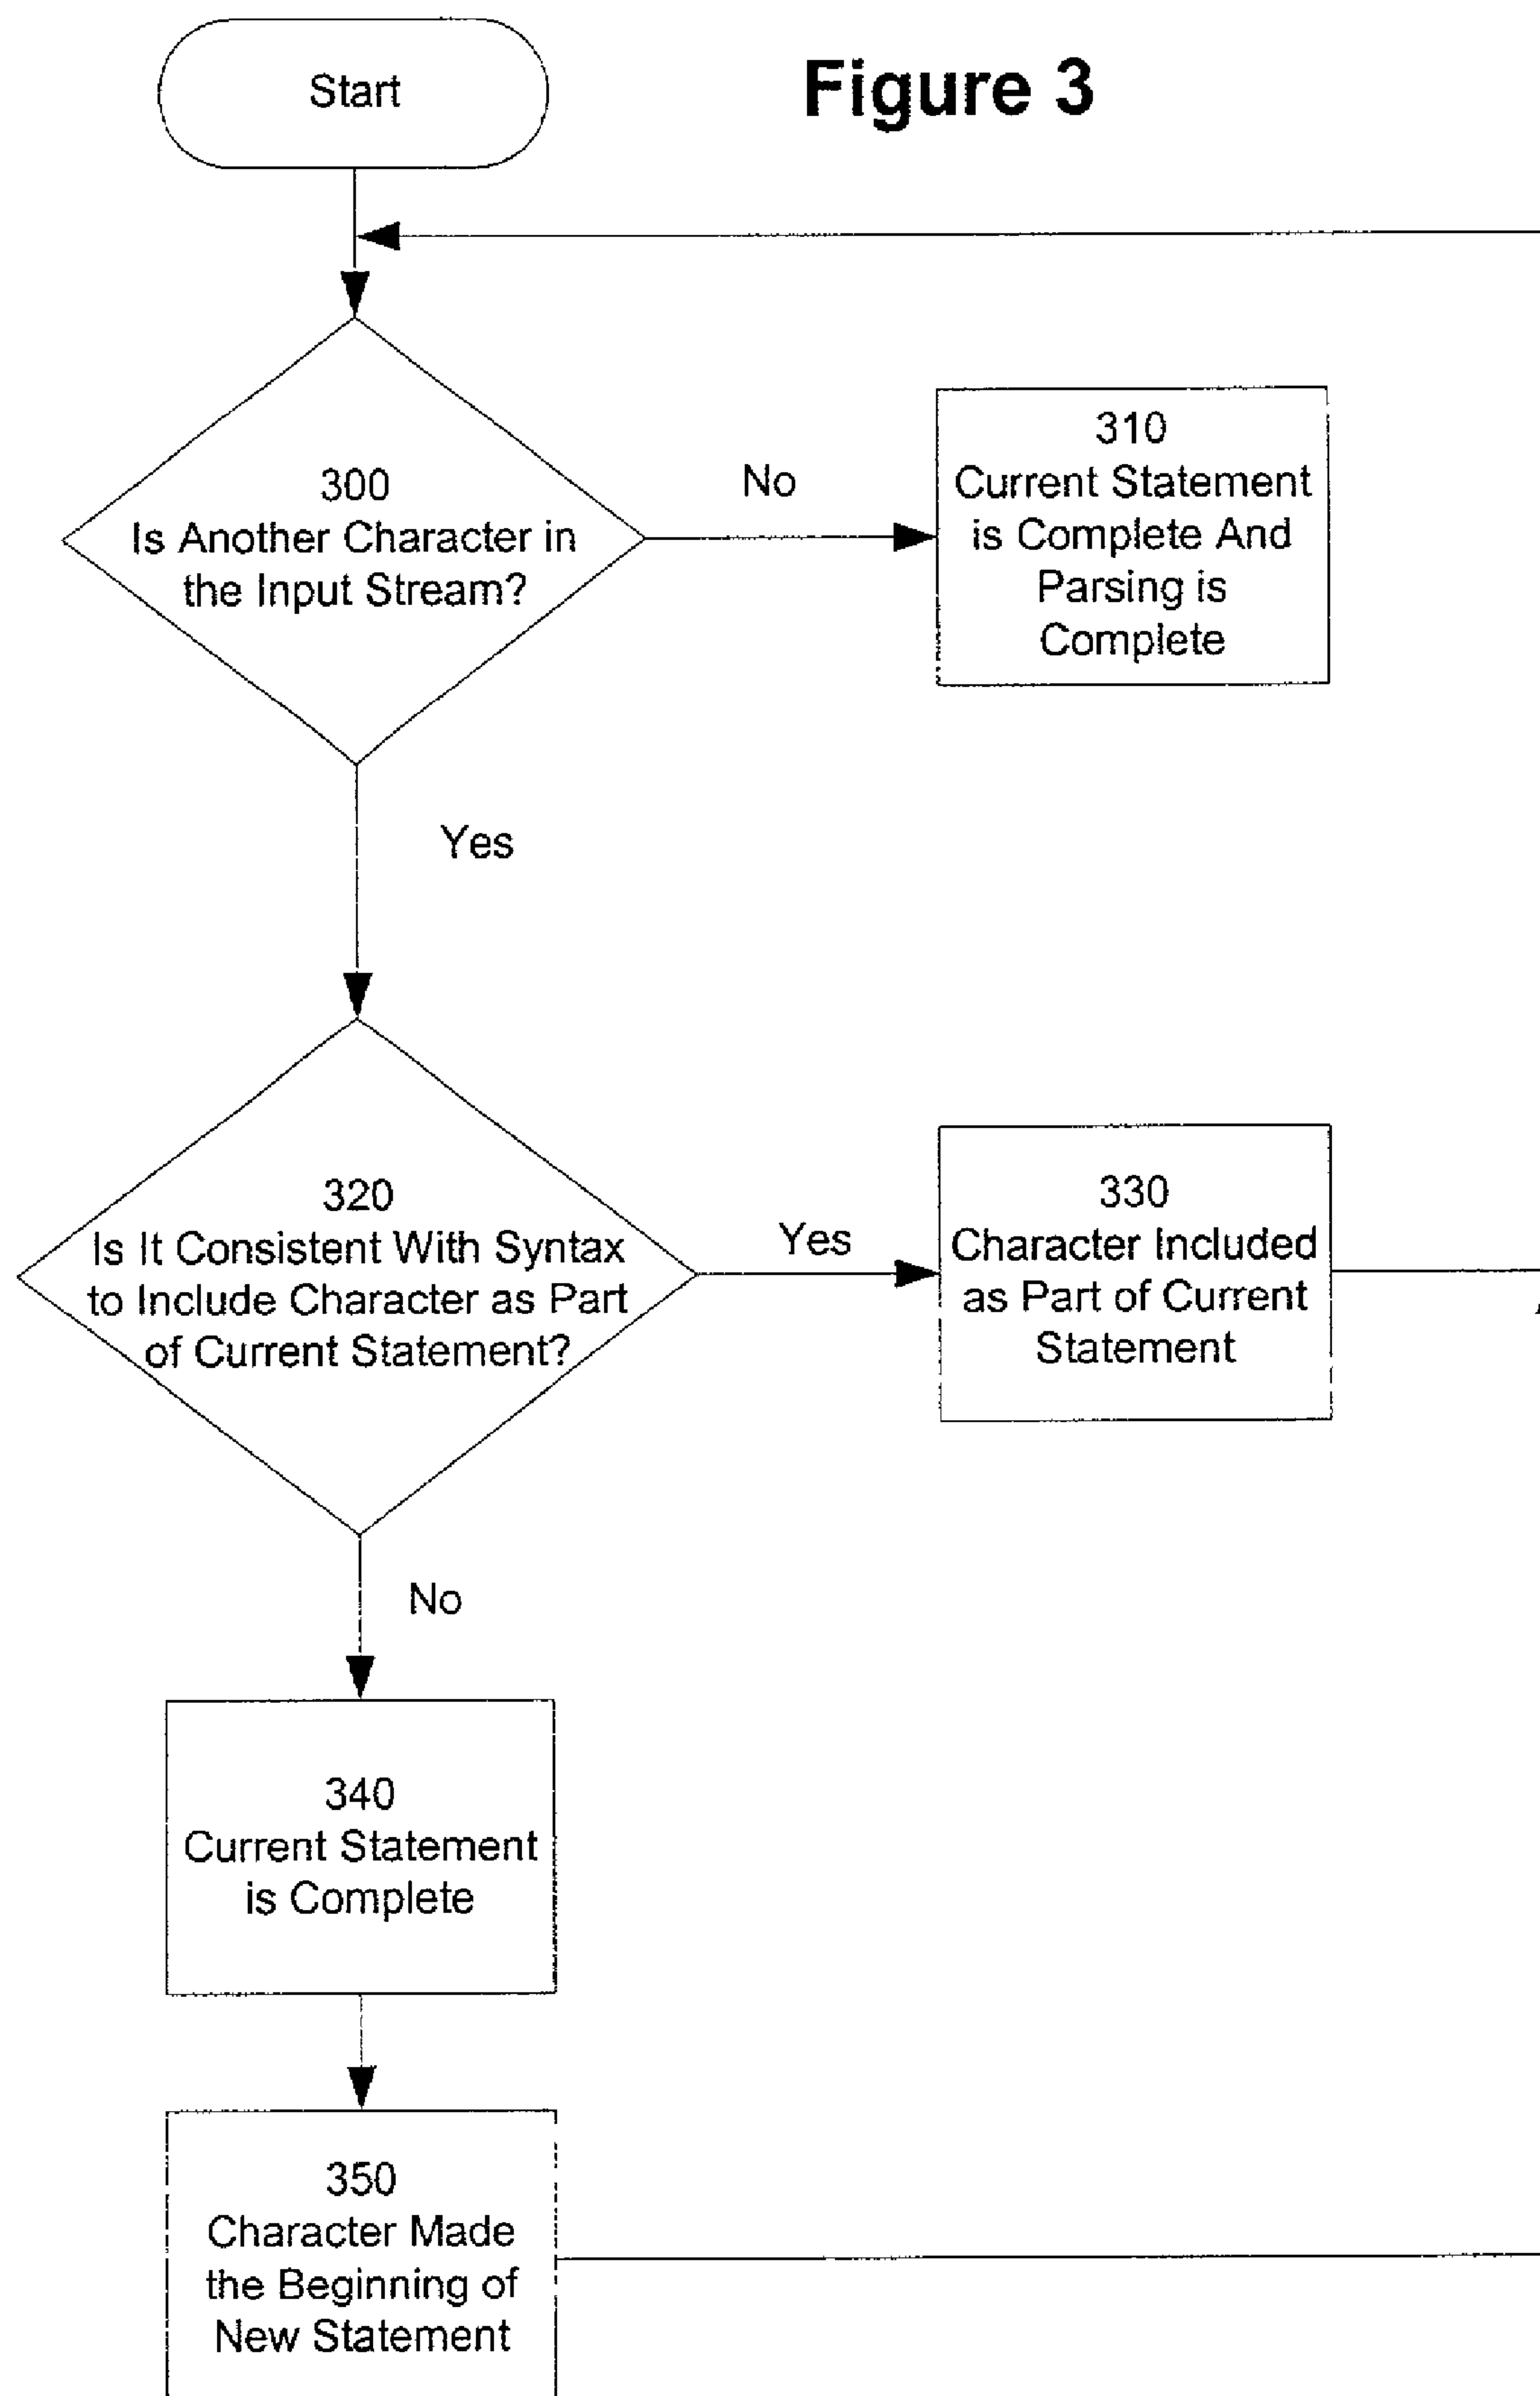 Start
Figure 3
300
Is Another Character in
the Input Stream?
No
310
Current Statement
is Complete And
Parsing is
Complete
Yes
320
Is It Consistent With Syntax
to Include Character as Part
of Current Statement?
Yes
330
Character Included
as Part of Current
Statement
No
340
Current Statement
is Complete
350
Character Made
the Beginning of
New Statement